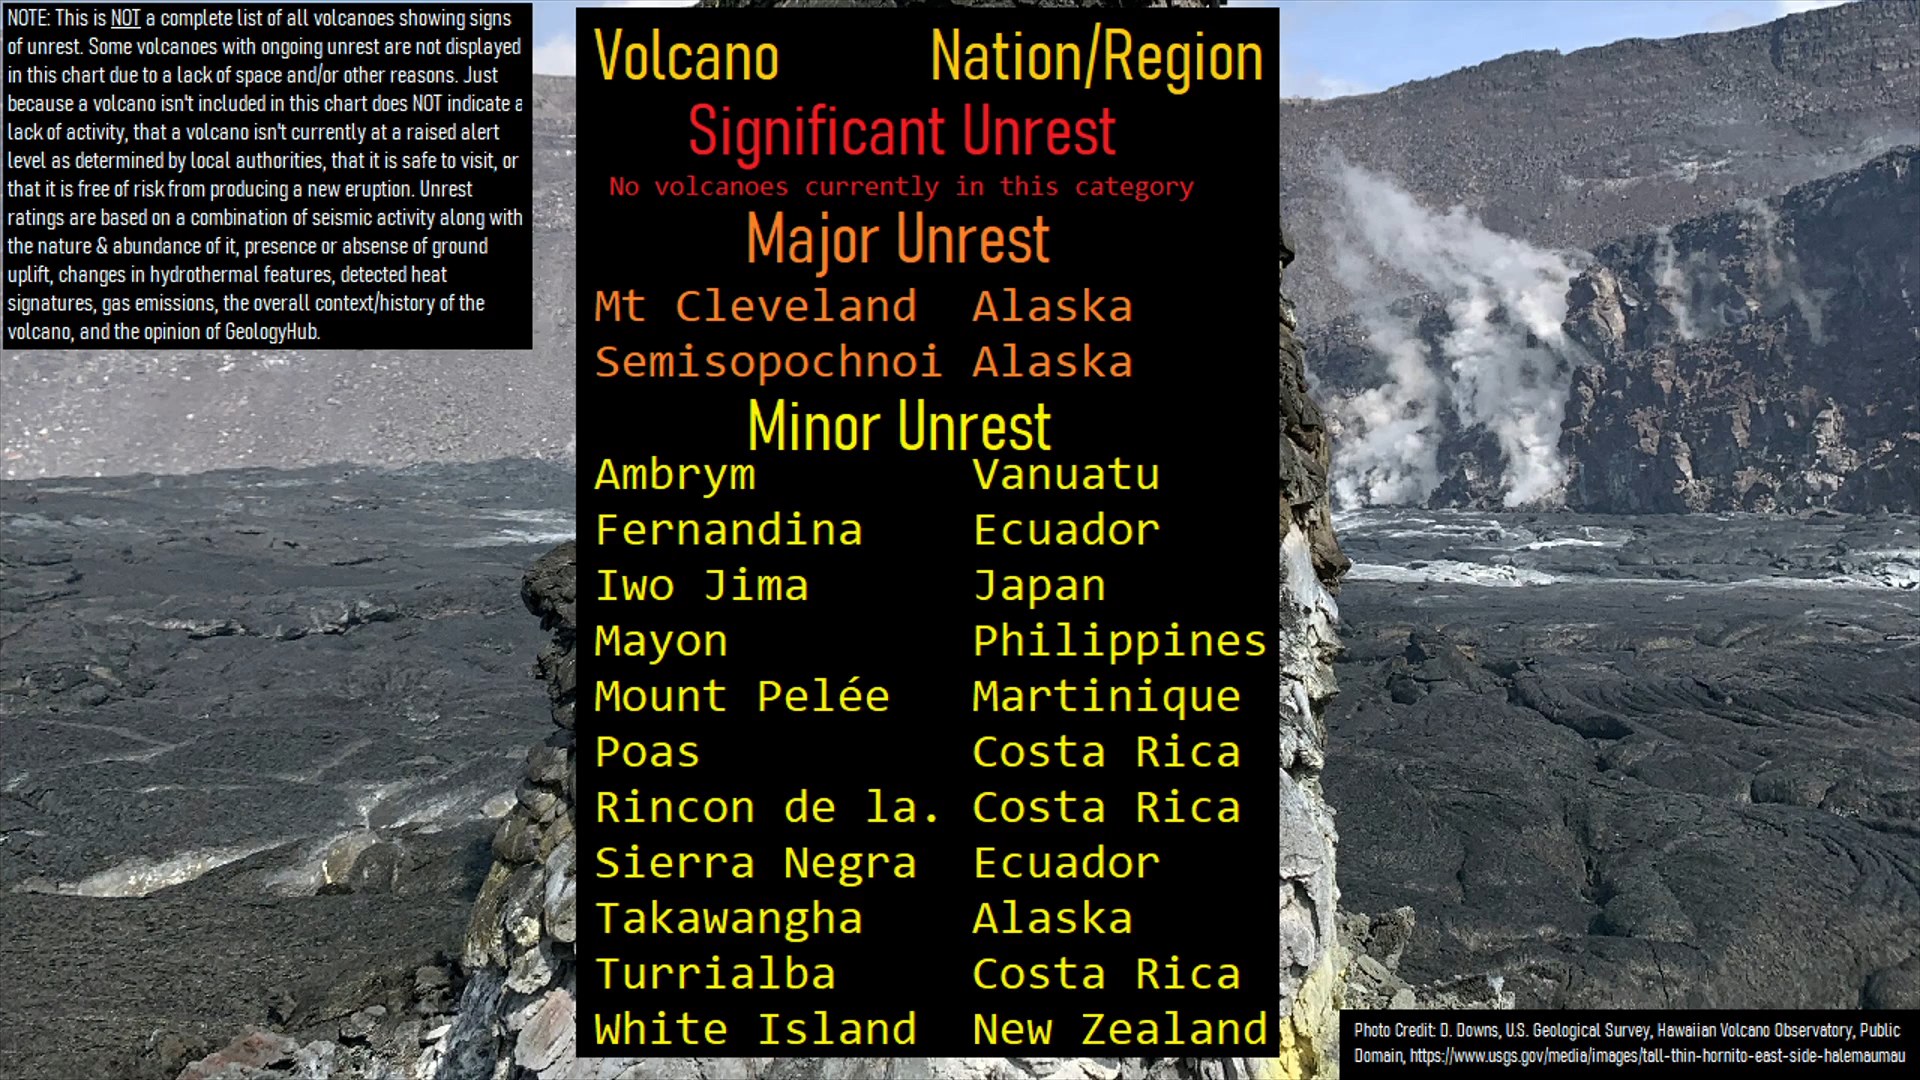 NOTE: This is NOT a complete list of all volcanoes showing signs
of unrest. Some volcanoes with ongoing unrest are not displayed
in this chart due to a lack of space and/or other reasons. Just
because a volcano isn't included in this chart does NOT indicate a
lack of activity, that a volcano isn't currently at a raised alert
level as determined by local authorities, that it is safe to visit, or
that it is free of risk from producing a new eruption. Unrest
ratings are based on a combination of seismic activity along with
the nature & abundance of it, presence or absense of ground
uplift, changes in hydrothermal features, detected heat
signatures, gas emissions, the overall context/history of the
volcano, and the opinion of GeologyHub.
Volcano Nation/Region
Significant Unrest
No volcanoes currently in this category
Major Unrest
Mt Cleveland Alaska
Semisopochnoi Alaska
Minor Unrest
Ambrym Vanuatu
Fernandina Ecuador
Iwo Jima Japan
Mayon Philippines
Mount Pelée Martinique
Poas Costa Rica
Rincon de la. Costa Rica
Sierra Negra Ecuador
Takawangha Alaska
Turrialba Costa Rica
White Island New Zealand
Photo Credit: D. Downs, U.S. Geological Survey, Hawaiian Volcano Observatory, Public
Domain, https://www.usgs.gov/media/images/tall-thin-hornito-east-side-halemaumau